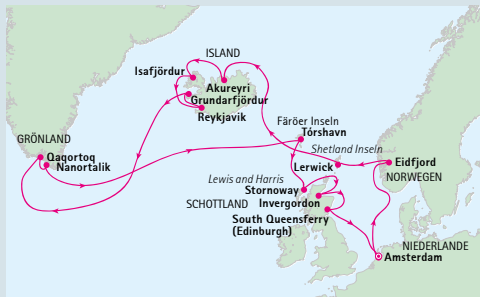 ISLAND
Isafjördur
Akureyri
Grundarfjördur
Reykjavik
Färöer Inseln
Tórshavn
GRÖNLAND
Qaqortoq
Nanortalik
Shetland Inseln
Lerwick
Eidfjord
NORWEGEN
Lewis and Harris
Stornoway
SCHOTTLAND
Invergordon
South Queensferry
(Edinburgh)
NIEDERLANDE
Amsterdam